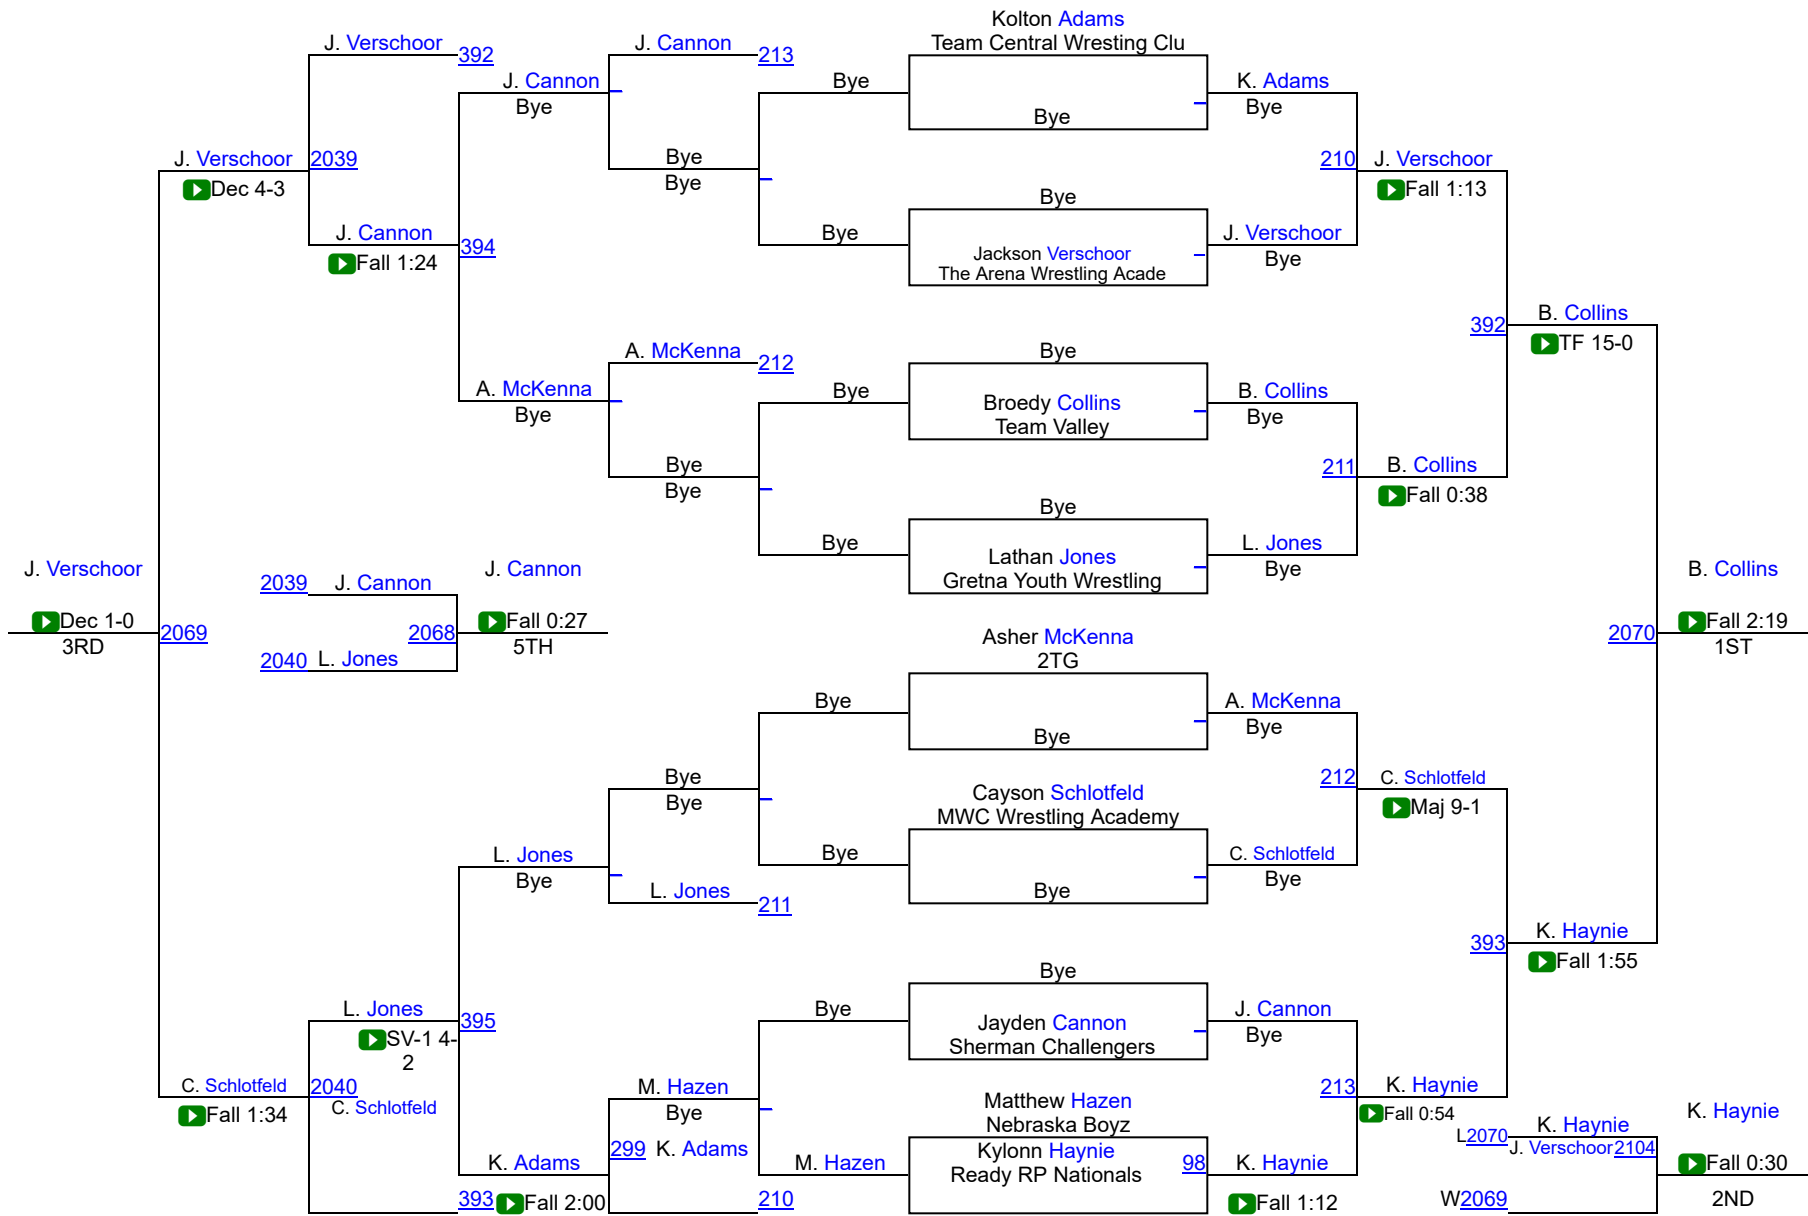 Kolton Adams
Team Central Wresting Clu
J. Verschoor 392
J. Cannon 213
J. Cannon
Bye
Bye
K. Adams
Bye
Bye
J. Verschoor 2039
Dec 4-3
Bye
Bye
210 J. Verschoor
Fall 1:13
Bye
J. Cannon 394
Fall 1:24
Bye
Jackson Verschoor
The Arena Wrestling Acade
J. Verschoor
Bye
392 B. Collins
TF 15-0
A. McKenna 212
Bye
A. McKenna
Bye
Bye
Broedy Collins
Team Valley
B. Collins
Bye
Bye
Bye
211 B. Collins
Fall 0:38
Bye
Bye
Lathan Jones
Gretna Youth Wrestling
L. Jones
Bye
J. Verschoor
Dec 1-0
3RD
2069
2039 J. Cannon
2040 L. Jones
2068
J. Cannon
Fall 0:27
5TH
B. Collins
2070 Fall 2:19
1ST
Asher McKenna
2TG
Bye
Bye
A. McKenna
Bye
Bye
Bye
212 C. Schlotfeld
Maj 9-1
Cayson Schlotfeld
MWC Wrestling Academy
Bye
Bye
C. Schlotfeld
Bye
L. Jones
Bye
L. Jones 211
393 K. Haynie
Fall 1:55
Bye
L. Jones 395
SV-1 4-
2
Bye
Jayden Cannon
Sherman Challengers
J. Cannon
Bye
C. Schlotfeld 2040
Fall 1:34
C. Schlotfeld
393
M. Hazen
Bye
Matthew Hazen
Nebraska Boyz
213 K. Haynie
Fall 0:54
K. Adams
Fall 2:00
299 K. Adams
210
M. Hazen
Kylonn Haynie
Ready RP Nationals
98 K. Haynie
Fall 1:12
L2070 K. Haynie
J. Verschoor 2104
W2069
K. Haynie
Fall 0:30
2ND